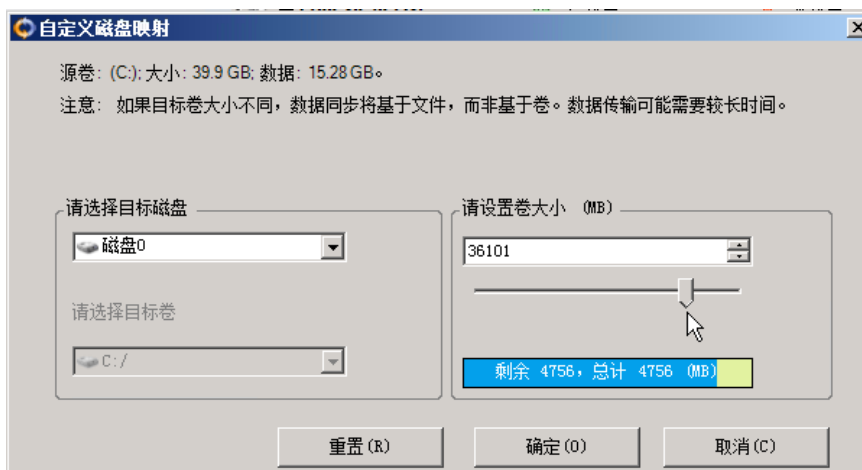 自定义磁盘映射
源卷: (C:); 大小: 39.9 GB; 数据: 15.28 GB。
注意: 如果目标卷大小不同，数据同步将基于文件，而非基于卷。数据传输可能需要较长时间。
请选择目标磁盘
磁盘0
请选择目标卷
C:/
请设置卷大小 (MB)
36101
剩余 4756，总计 4756 (MB)
重置(R)
确定(O)
取消(C)